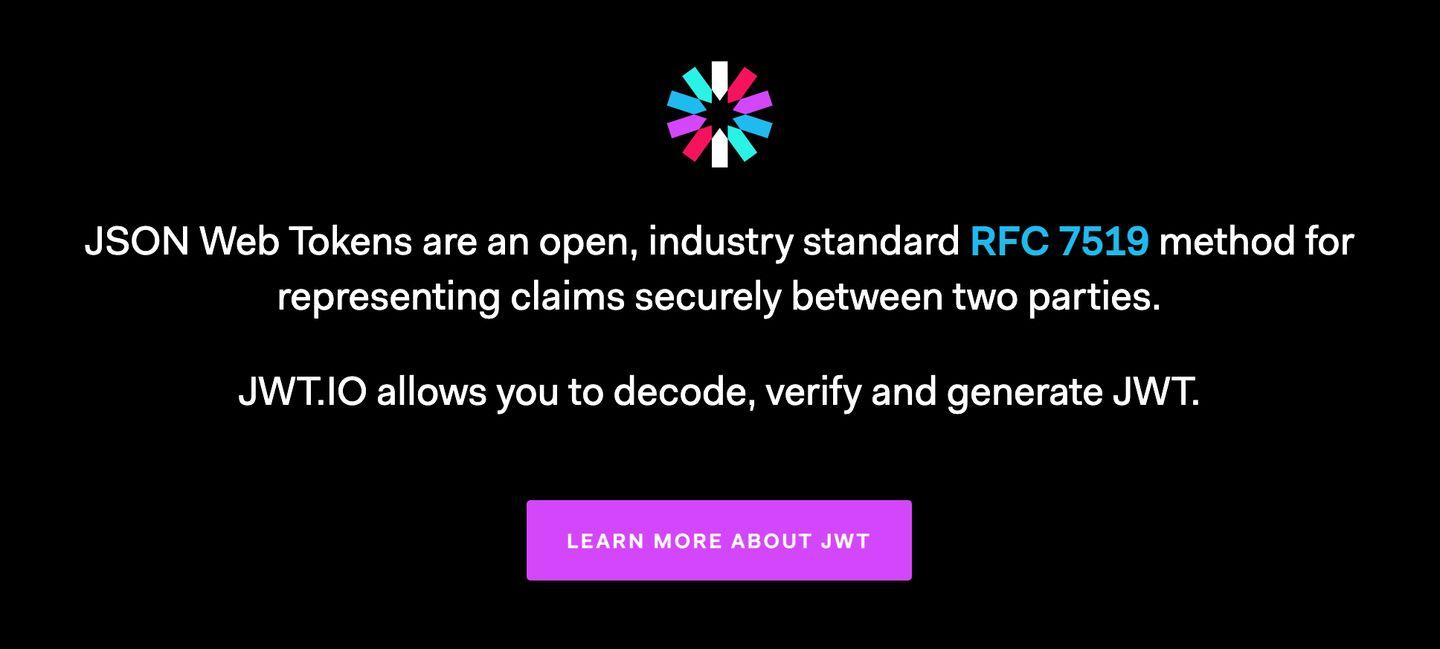 JSON Web Tokens are an open, industry standard RFC 7519 method for
representing claims securely between two parties.
JWT.IO allows you to decode, verify and generate JWT.
LEARN MORE ABOUT JWT